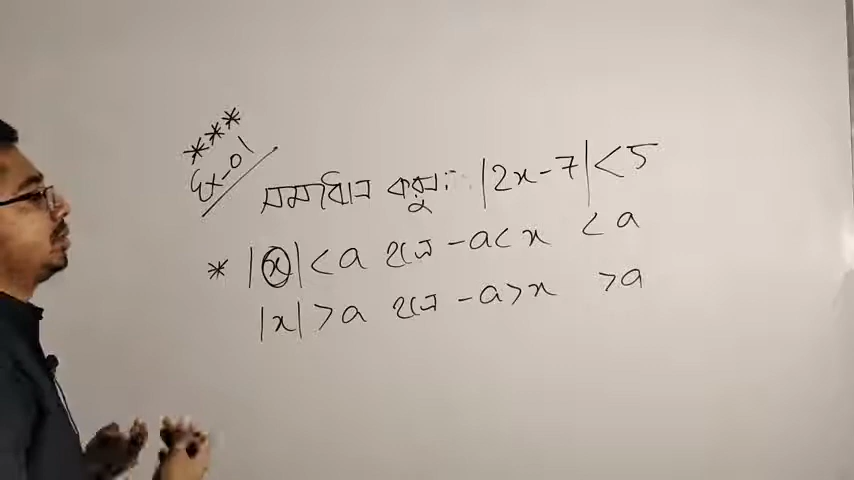 ***
Ex-01
সমাধান করুন: |2x-7|<5
* |x|<a হলে -a<x <a
|x|>a হলে -a>x >a